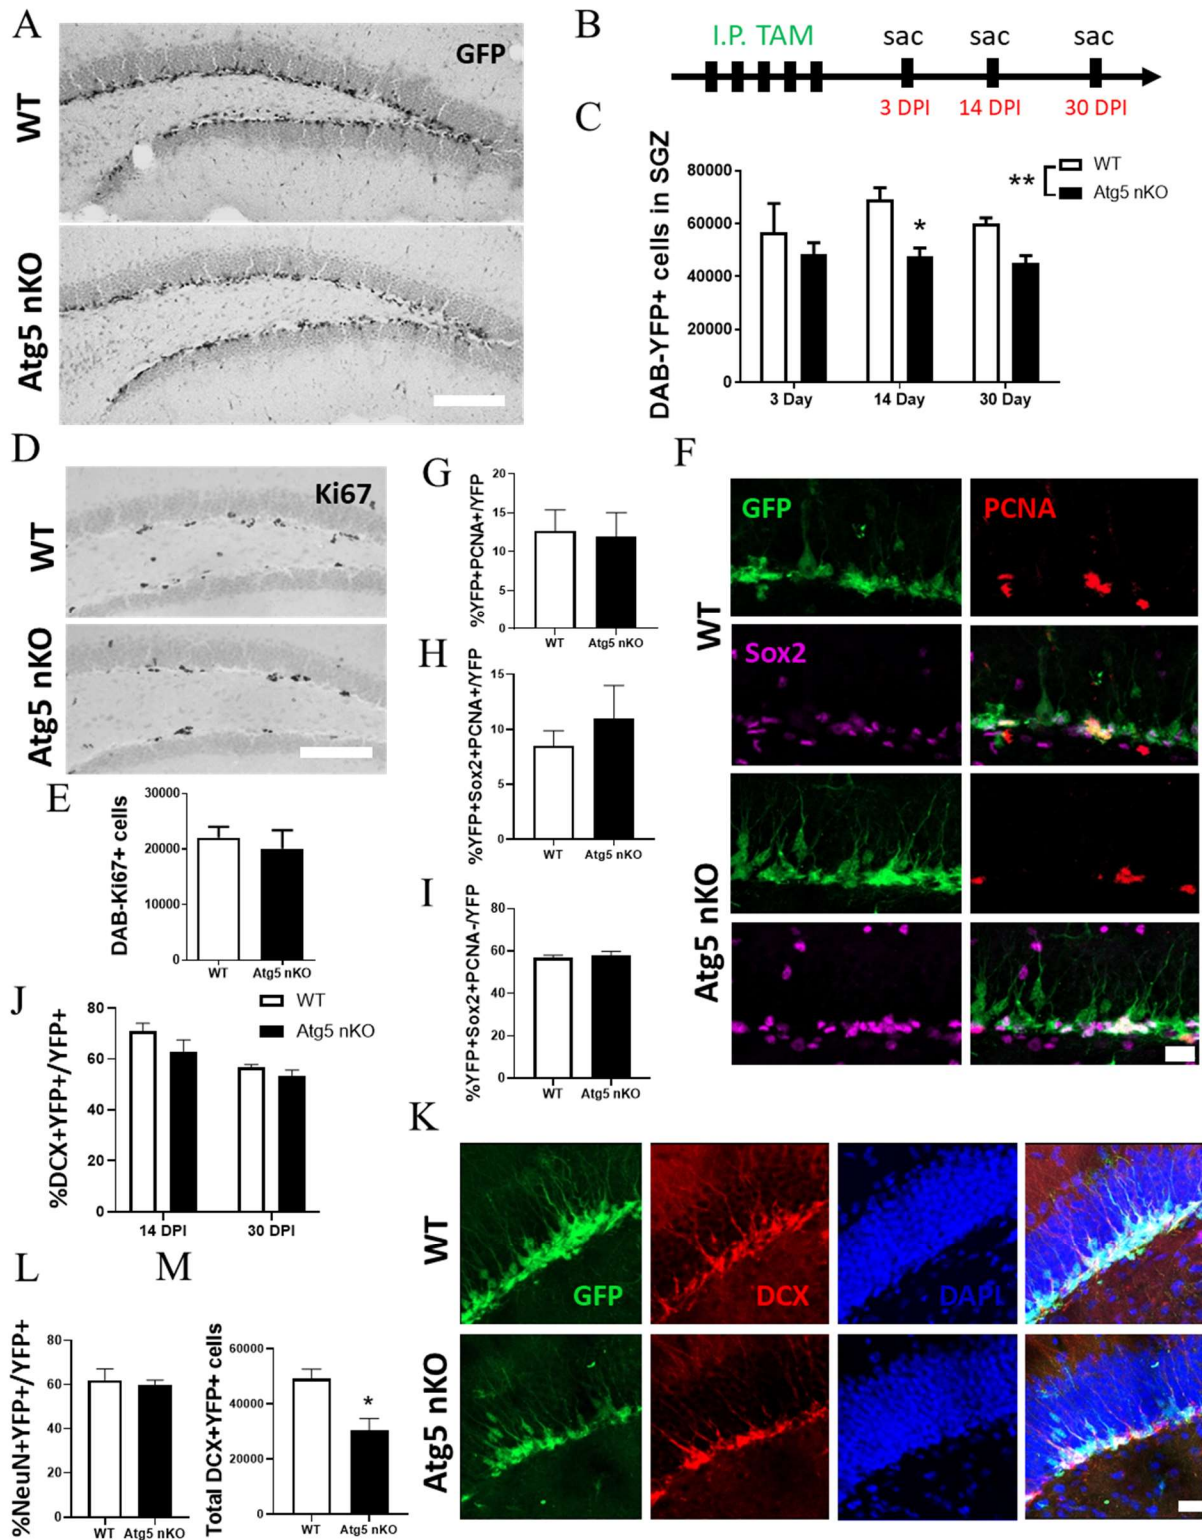 A
GFP
WT
Atg5 nKO
B
I.P. TAM
sac
sac
sac
3 DPI
14 DPI
30 DPI
C
DAB-YFP+ cells in SGZ
80000
60000
40000
20000
0
3 Day
14 Day
30 Day
**
*
WT
Atg5 nKO
D
Ki67
WT
Atg5 nKO
E
DAB-Ki67+ cells
30000
20000
10000
0
WT
Atg5 nKO
G
%YFP+PCNA+/YFP
20
15
10
5
0
WT
Atg5 nKO
H
%YFP+Sox2+PCNA+/YFP
15
10
5
0
WT
Atg5 nKO
I
%YFP+Sox2+PCNA-/YFP
80
60
40
20
0
WT
Atg5 nKO
F
GFP
PCNA
WT
Sox2
Atg5 nKO
J
WT
Atg5 nKO
%DCX+YFP+/YFP+
80
60
40
20
0
14 DPI
30 DPI
K
WT
GFP
DCX
DAPI
Atg5 nKO
L
%NeuN+YFP+/YFP+
80
60
40
20
0
WT
Atg5 nKO
M
Total DCX+YFP+ cells
60000
40000
20000
0
*
WT
Atg5 nKO